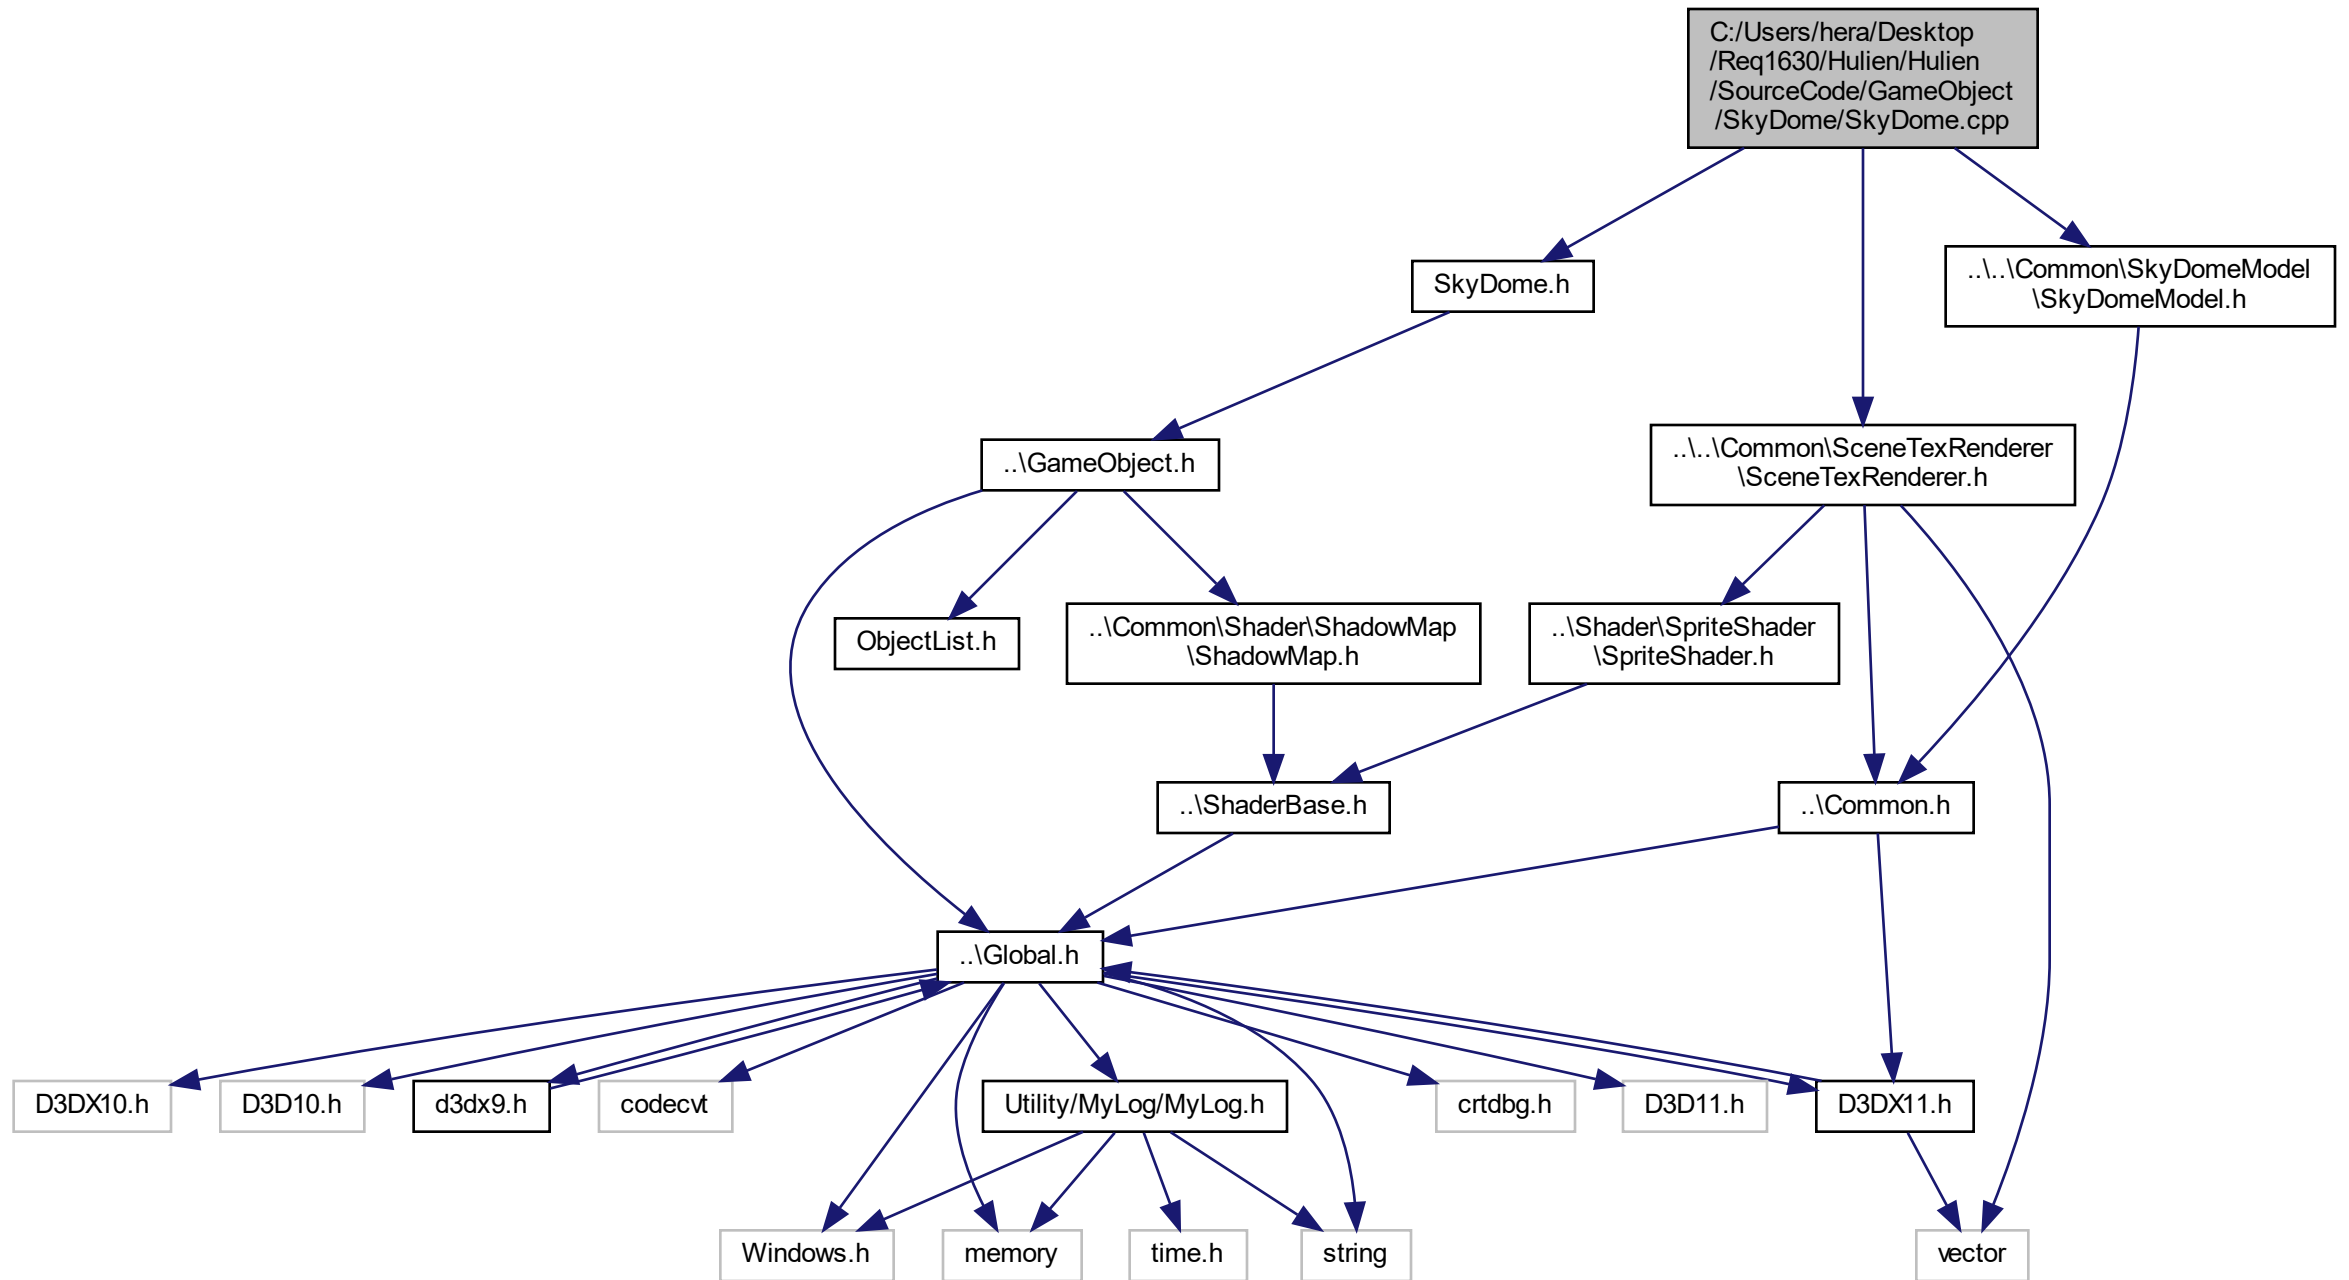 C:/Users/hera/Desktop
/Req1630/Hulien/Hulien
/SourceCode/GameObject
/SkyDome/SkyDome.cpp
SkyDome.h
..\..\Common\SkyDomeModel
\SkyDomeModel.h
..\GameObject.h
..\..\Common\SceneTexRenderer
\SceneTexRenderer.h
ObjectList.h
..\Common\Shader\ShadowMap
\ShadowMap.h
..\Shader\SpriteShader
\SpriteShader.h
..\ShaderBase.h
..\Common.h
..\Global.h
D3DX10.h
D3D10.h
d3dx9.h
codecvt
Utility/MyLog/MyLog.h
crtdbg.h
D3D11.h
D3DX11.h
Windows.h
memory
time.h
string
vector